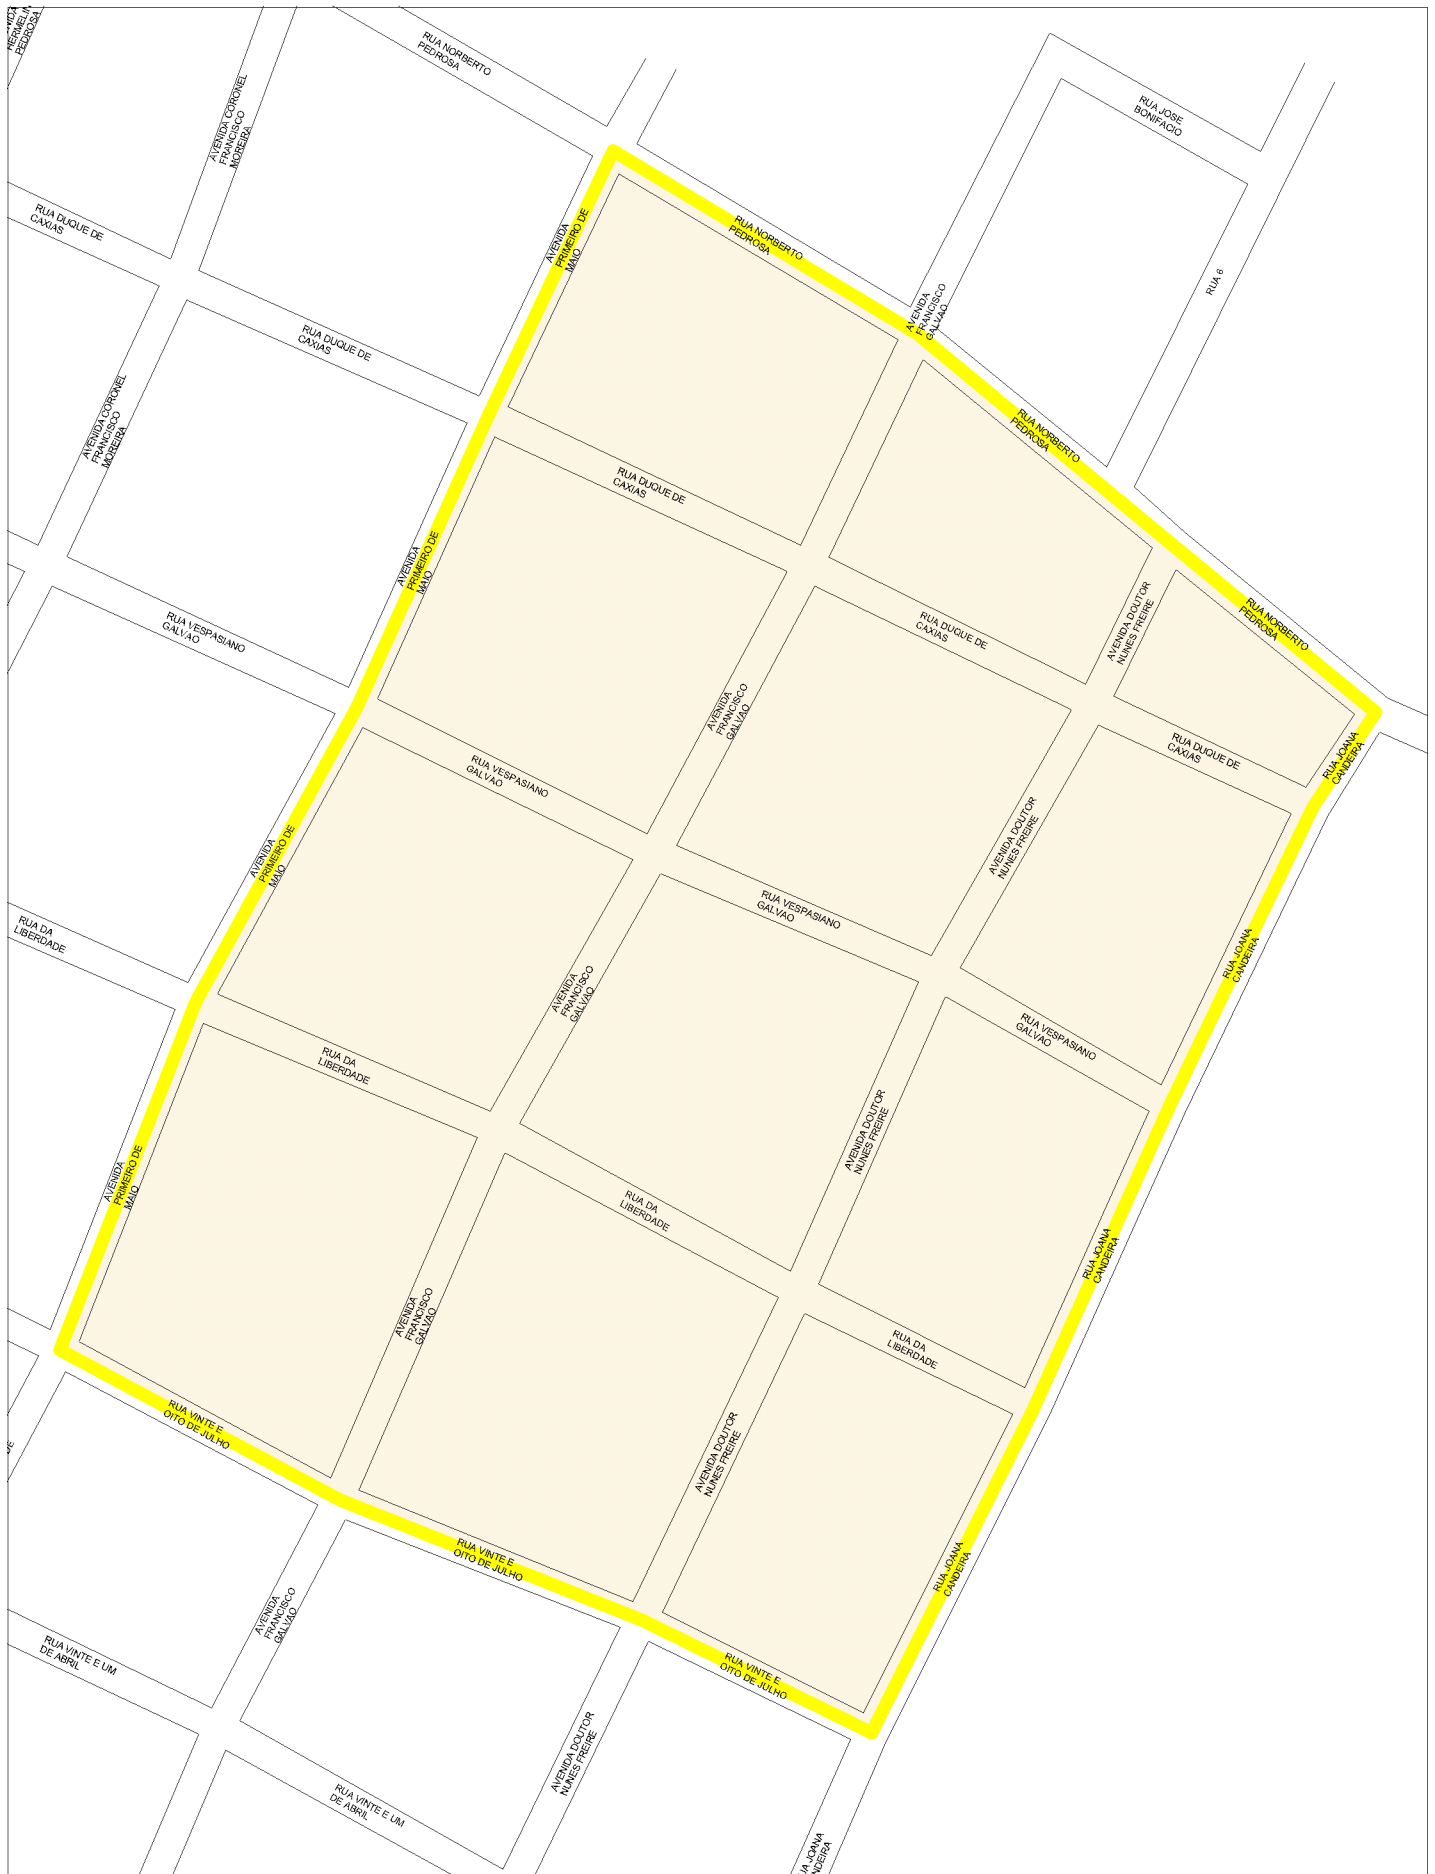 HERMELIN
PEDROSA
RUA NORBERTO
PEDROSA
AVENIDA CORONEL
FRANCISCO
MOREIRA
RUA JOSE
BONIFACIO
RUA DUQUE DE
CAXIAS
AVENIDA
PRIMEIRO DE
MAIO
RUA NORBERTO
PEDROSA
RUA 6
AVENIDA
FRANCISCO
GALVAO
RUA DUQUE DE
CAXIAS
AVENIDA CORONEL
FRANCISCO
MOREIRA
RUA NORBERTO
PEDROSA
RUA DUQUE DE
CAXIAS
AVENIDA
PRIMEIRO DE
MAIO
AVENIDA DOUTOR
NUNES FREIRE
RUA NORBERTO
PEDROSA
RUA VESPASIANO
GALVAO
RUA DUQUE DE
CAXIAS
AVENIDA
FRANCISCO
GALVAO
RUA DUQUE DE
CAXIAS
RUA JOANA
CANDEIRA
RUA VESPASIANO
GALVAO
AVENIDA
PRIMEIRO DE
MAIO
AVENIDA DOUTOR
NUNES FREIRE
RUA VESPASIANO
GALVAO
RUA DA
LIBERDADE
RUA JOANA
CANDEIRA
AVENIDA
FRANCISCO
GALVAO
RUA VESPASIANO
GALVAO
RUA DA
LIBERDADE
AVENIDA DOUTOR
NUNES FREIRE
AVENIDA
PRIMEIRO DE
MAIO
RUA DA
LIBERDADE
RUA JOANA
CANDEIRA
AVENIDA
FRANCISCO
GALVAO
RUA DA
LIBERDADE
RUA VINTE E
OITO DE JULHO
AVENIDA DOUTOR
NUNES FREIRE
RUA VINTE E
OITO DE JULHO
RUA JOANA
CANDEIRA
AVENIDA
FRANCISCO
GALVAO
RUA VINTE E UM
DE ABRIL
RUA VINTE E
OITO DE JULHO
AVENIDA DOUTOR
NUNES FREIRE
RUA VINTE E UM
DE ABRIL
JOANA